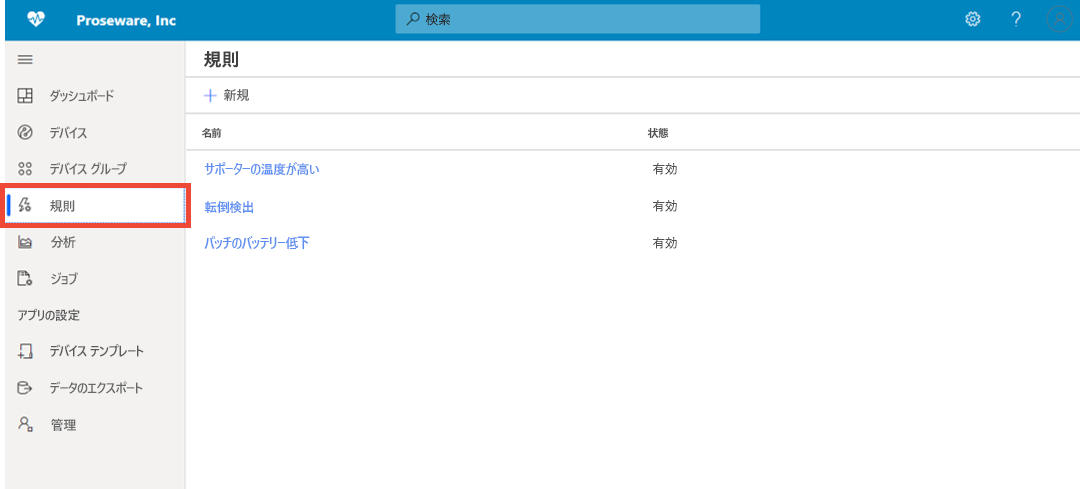 Proseware, Inc
検索
規則
ダッシュボード
新規
デバイス
名前 状態
デバイス グループ
サポーターの温度が高い 有効
規則
転倒検出 有効
分析
パッチのバッテリー低下 有効
ジョブ
アプリの設定
デバイス テンプレート
データのエクスポート
管理